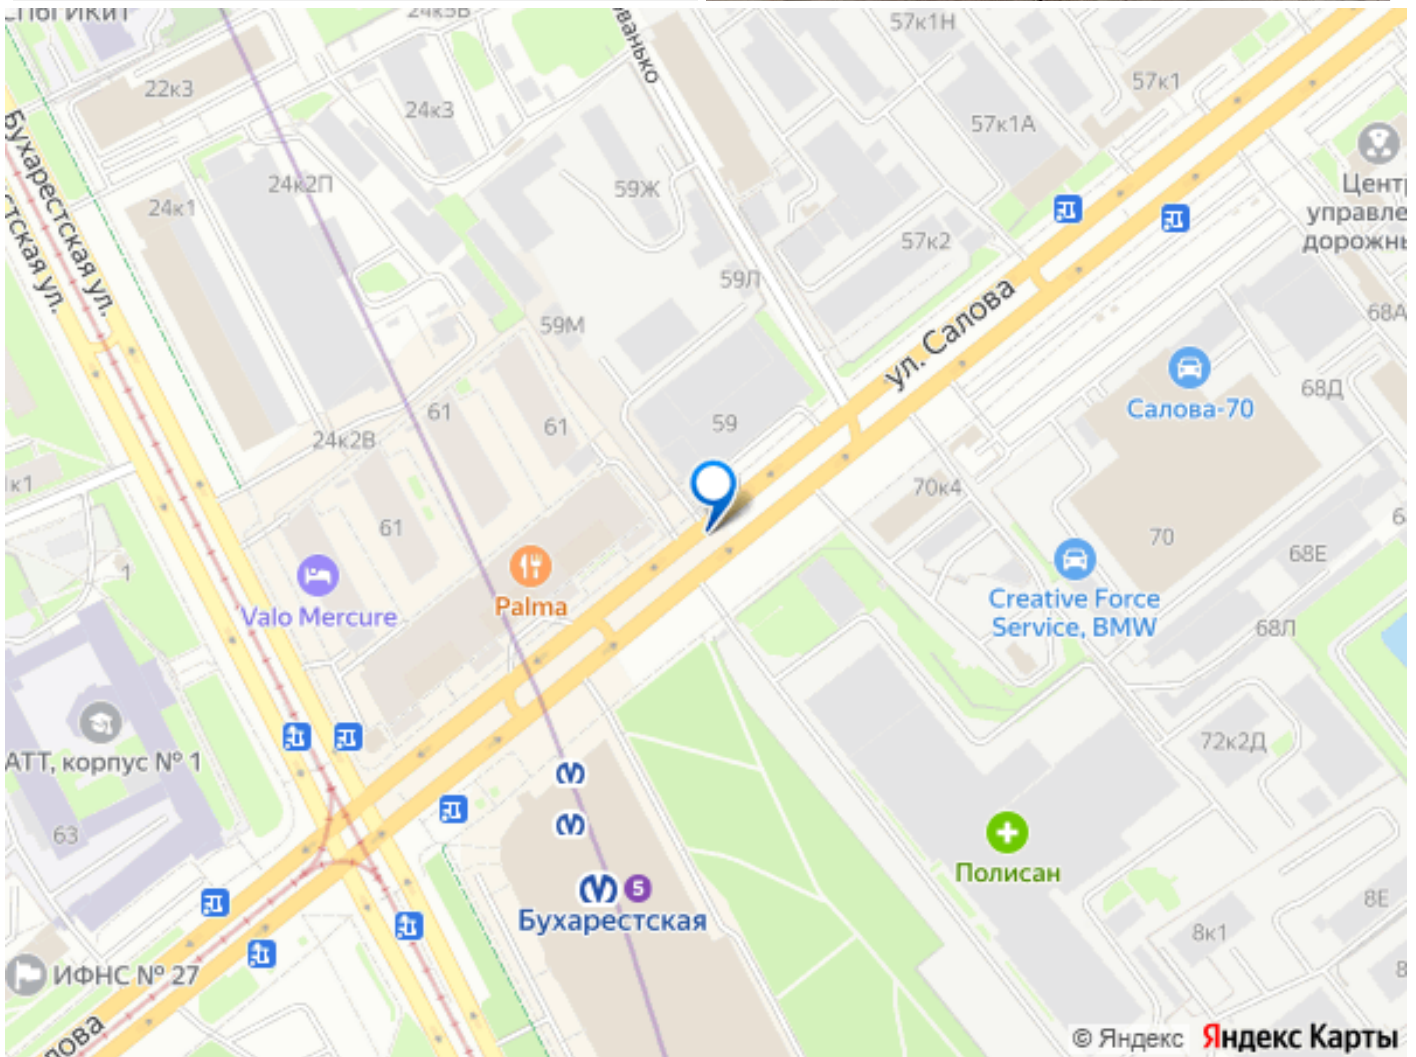 24к5В
57к1Н
22к3
24к3
57к1
57к1А
Бухарестская ул.
24к2П
59Ж
24к1
57к2
59Л
59М
ул. Салова
68А
Салова-70
68Д
61
61
59
24к2В
70к4
61
70
68Е
Valo Mercure
Palma
Creative Force
Service, BMW
68Л
1
АТТ, корпус № 1
72к2Д
63
Полисан
5
Бухарестская
8Е
8к1
ИФНС № 27
© Яндекс
Яндекс Карты